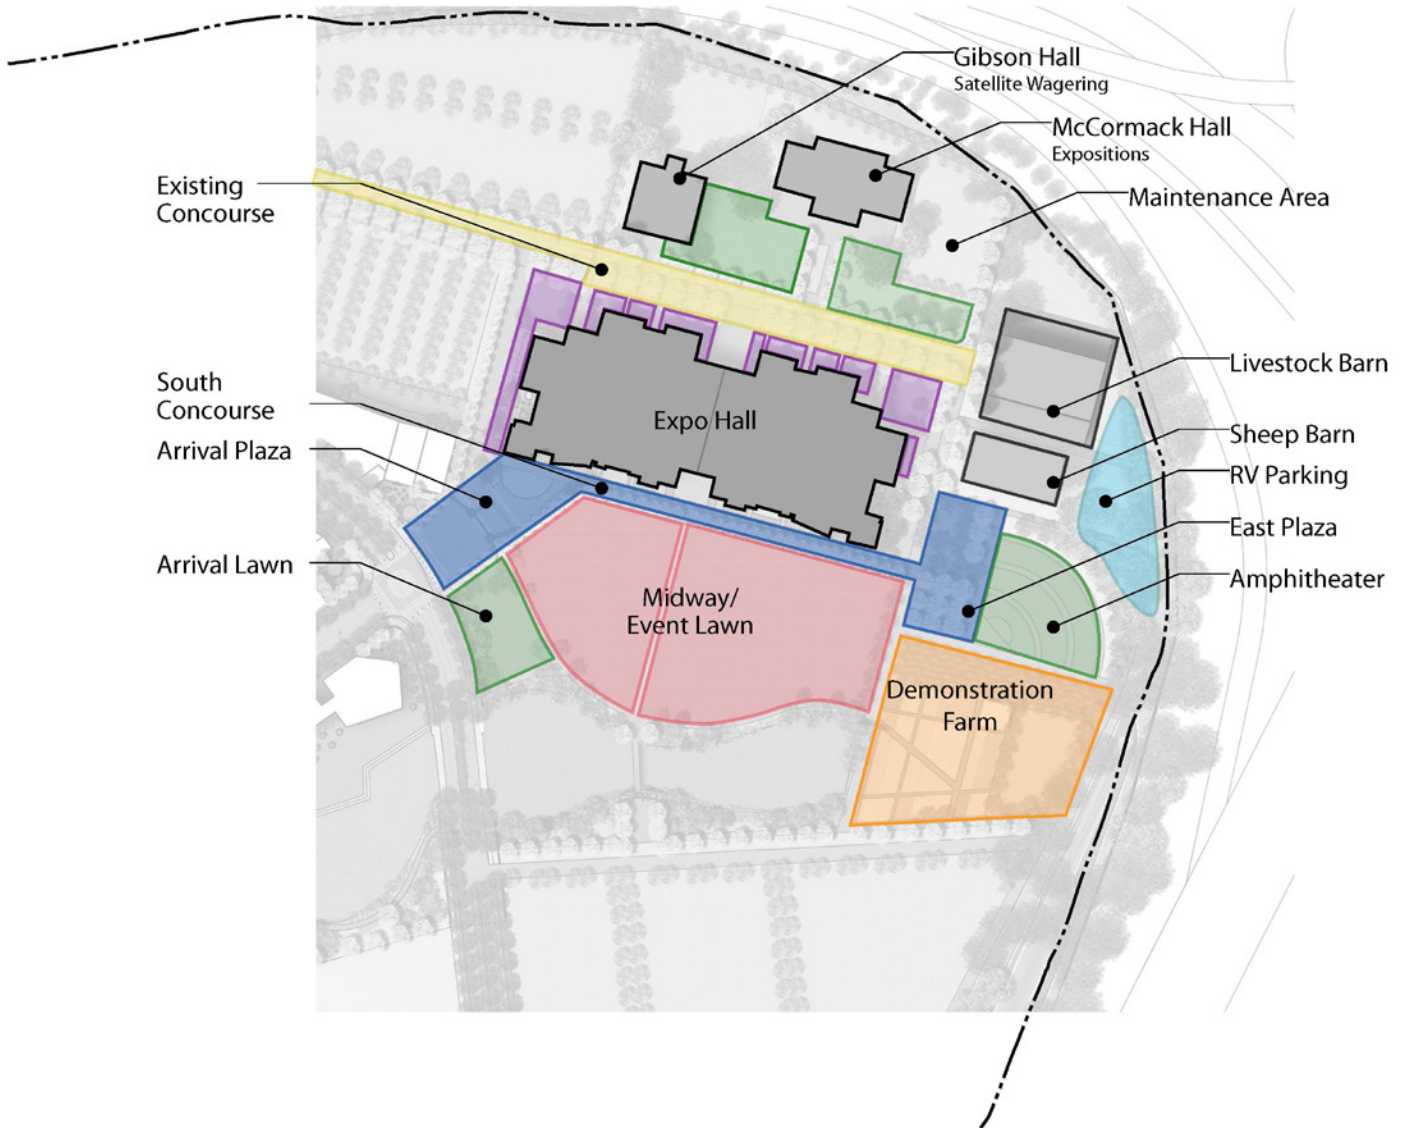 Gibson Hall
Satellite Wagering
McCormack Hall
Expositions
Existing
Concourse
Maintenance Area
Livestock Barn
South
Concourse
Expo Hall
Sheep Barn
Arrival Plaza
RV Parking
East Plaza
Arrival Lawn
Amphitheater
Midway/
Event Lawn
Demonstration
Farm